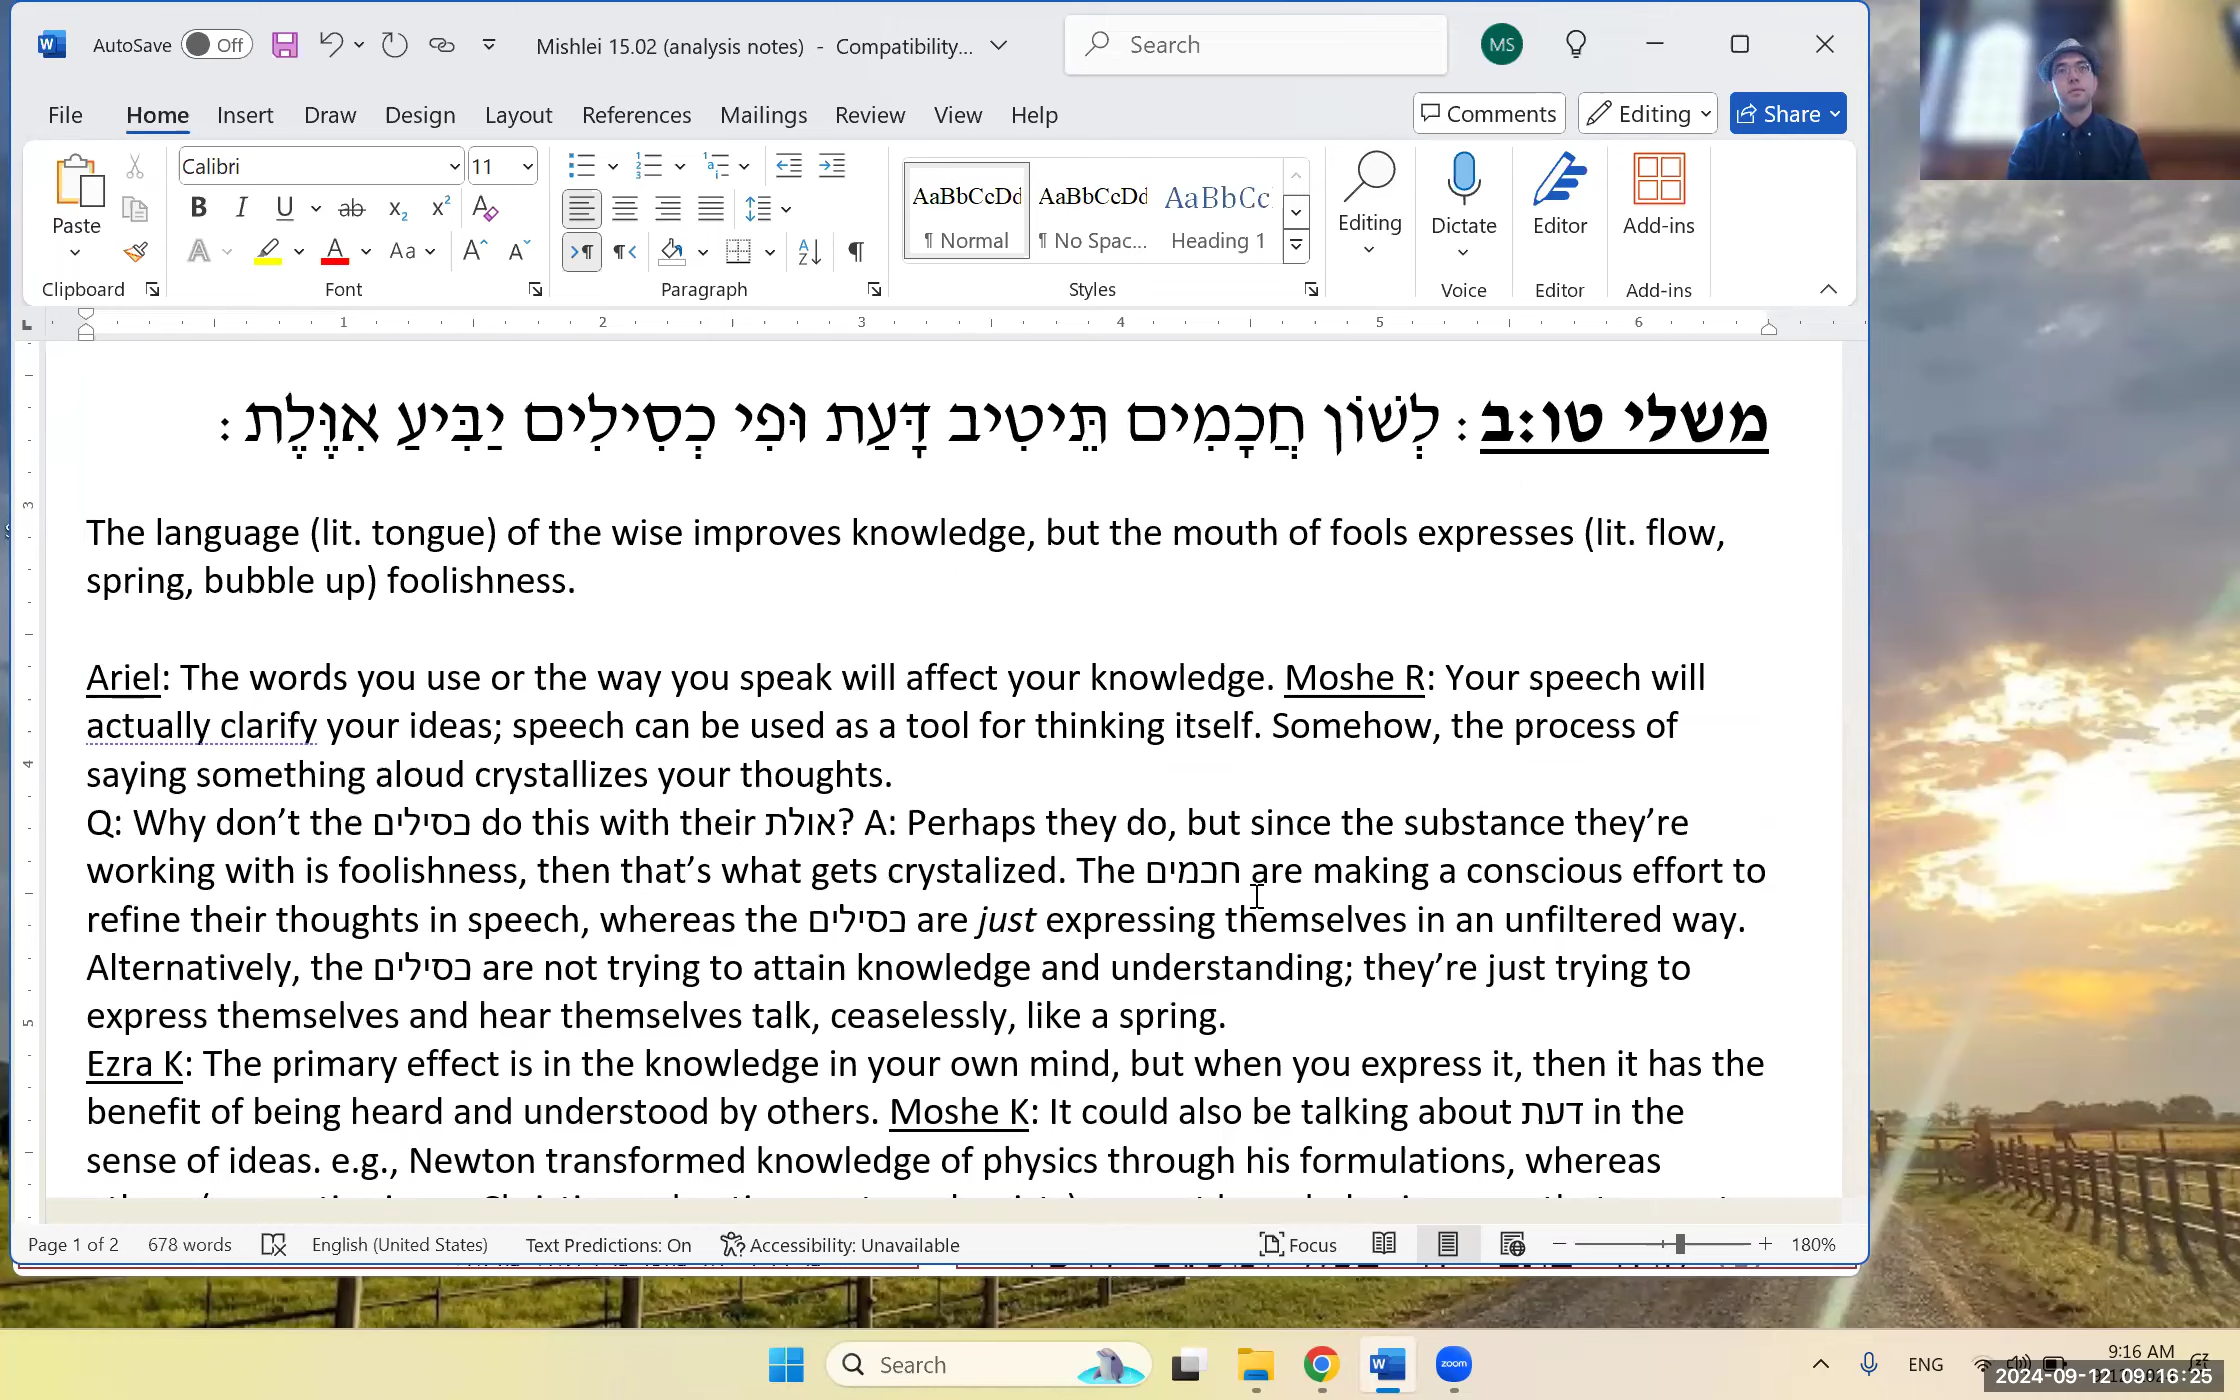 AutoSave Off Mishlei 15.02 (analysis notes) - Compatibility... Search MS
File Home Insert Draw Design Layout References Mailings Review View Help Comments Editing Share
Paste Calibri 11 AaBbCcDd AaBbCcDd AaBbCc Editing Dictate Editor Add-ins
B I U ab x₂ x² ¶ Normal ¶ No Spac... Heading 1
Clipboard Font Paragraph Styles Voice Editor Add-ins
1 2 3 4 5 6
משלי טו:ב: לְשׁוֹן חֲכָמִים תֵּיטִיב דָּעַת וּפִי כְסִילִים יַבִּיעַ אִוֶּלֶת:
The language (lit. tongue) of the wise improves knowledge, but the mouth of fools expresses (lit. flow,
spring, bubble up) foolishness.
Ariel: The words you use or the way you speak will affect your knowledge. Moshe R: Your speech will
actually clarify your ideas; speech can be used as a tool for thinking itself. Somehow, the process of
saying something aloud crystallizes your thoughts.
Q: Why don’t the כסילים do this with their אולת? A: Perhaps they do, but since the substance they’re
working with is foolishness, then that’s what gets crystalized. The חכמים are making a conscious effort to
refine their thoughts in speech, whereas the כסילים are just expressing themselves in an unfiltered way.
Alternatively, the כסילים are not trying to attain knowledge and understanding; they’re just trying to
express themselves and hear themselves talk, ceaselessly, like a spring.
Ezra K: The primary effect is in the knowledge in your own mind, but when you express it, then it has the
benefit of being heard and understood by others. Moshe K: It could also be talking about דעת in the
sense of ideas. e.g., Newton transformed knowledge of physics through his formulations, whereas
Page 1 of 2 678 words English (United States) Text Predictions: On Accessibility: Unavailable Focus 180%
Search zoom ENG 9:16 AM
2024-09-12 09:16:25